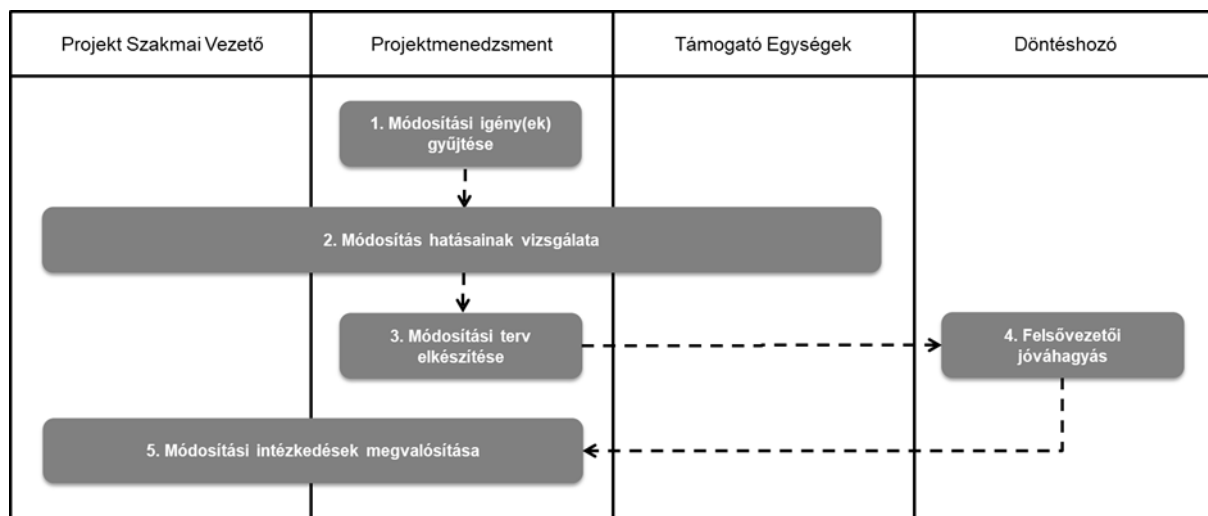 Projekt Szakmai Vezető
Projektmenedzsment
Támogató Egységek
Döntéshozó
1. Módosítási igény(ek)
gyűjtése
2. Módosítás hatásainak vizsgálata
3. Módosítási terv
elkészítése
4. Felsővezetői
jóváhagyás
5. Módosítási intézkedések megvalósítása